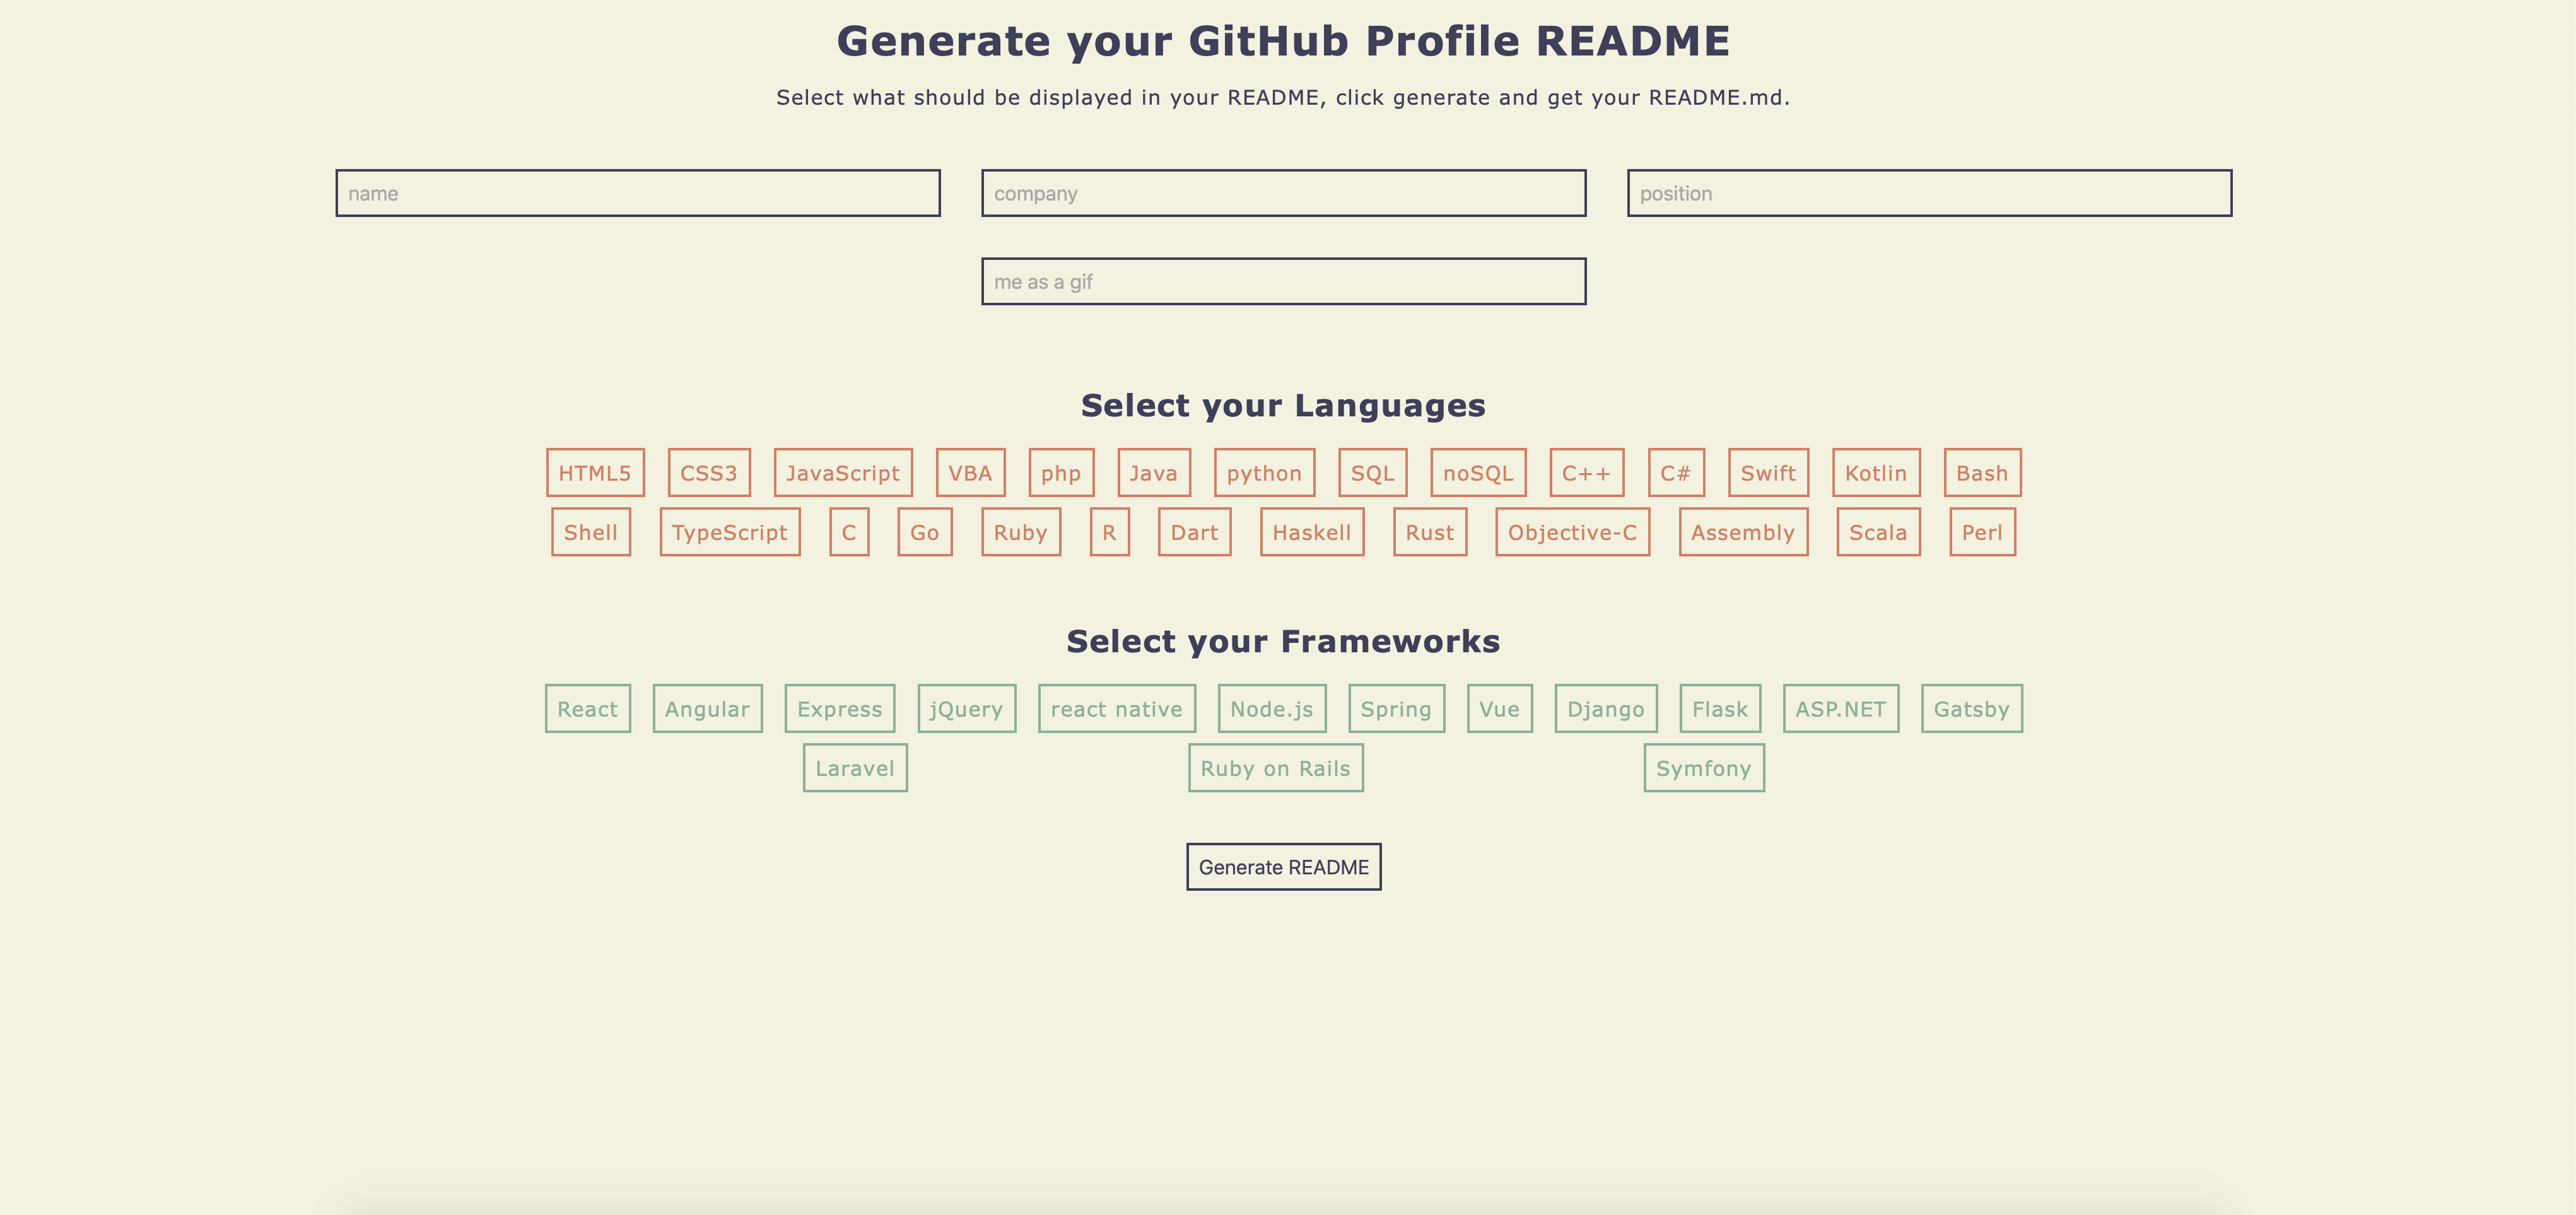 Generate your GitHub Profile README
Select what should be displayed in your README, click generate and get your README.md.
name company position
me as a gif
Select your Languages
HTML5 CSS3 JavaScript VBA php Java python SQL noSQL C++ C# Swift Kotlin Bash
Shell TypeScript C Go Ruby R Dart Haskell Rust Objective-C Assembly Scala Perl
Select your Frameworks
React Angular Express jQuery react native Node.js Spring Vue Django Flask ASP.NET Gatsby
Laravel Ruby on Rails Symfony
Generate README